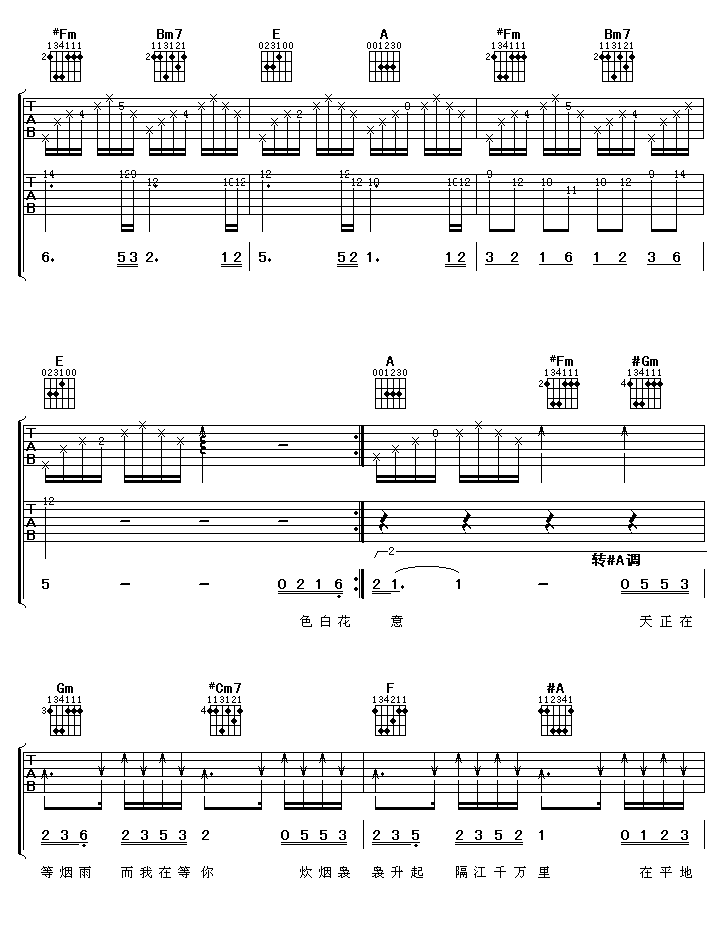 #Fm Bm7 E A #Fm Bm7
134111 113121 023100 001230 134111 113121
2 2 2 2
TAB 4 5 4 2 0 4 5 4
TAB 14 12 9 12 10 12 12 12 12 10 10 12 9 12 10 11 10 12 9 14
6. 5 3 2. 1 2 5. 5 2 1. 1 2 3 2 1 6 1 2 3 6
E A #Fm #Gm
023100 001230 134111 134111
2 4
TAB 2 – 0
TAB 12 – –
2 转#A调
5 – – 0 2 1 6 2 1. 1 – 0 5 5 3
色白花 意 天正在
Gm #Cm7 F #A
134111 113121 134211 112341
3 4
TAB
2 3 6 2 3 5 3 2 0 5 5 3 2 3 5 2 3 5 2 1 0 1 2 3
等烟雨 而我在等你 炊烟袅 袅升起 隔江千万里 在平地